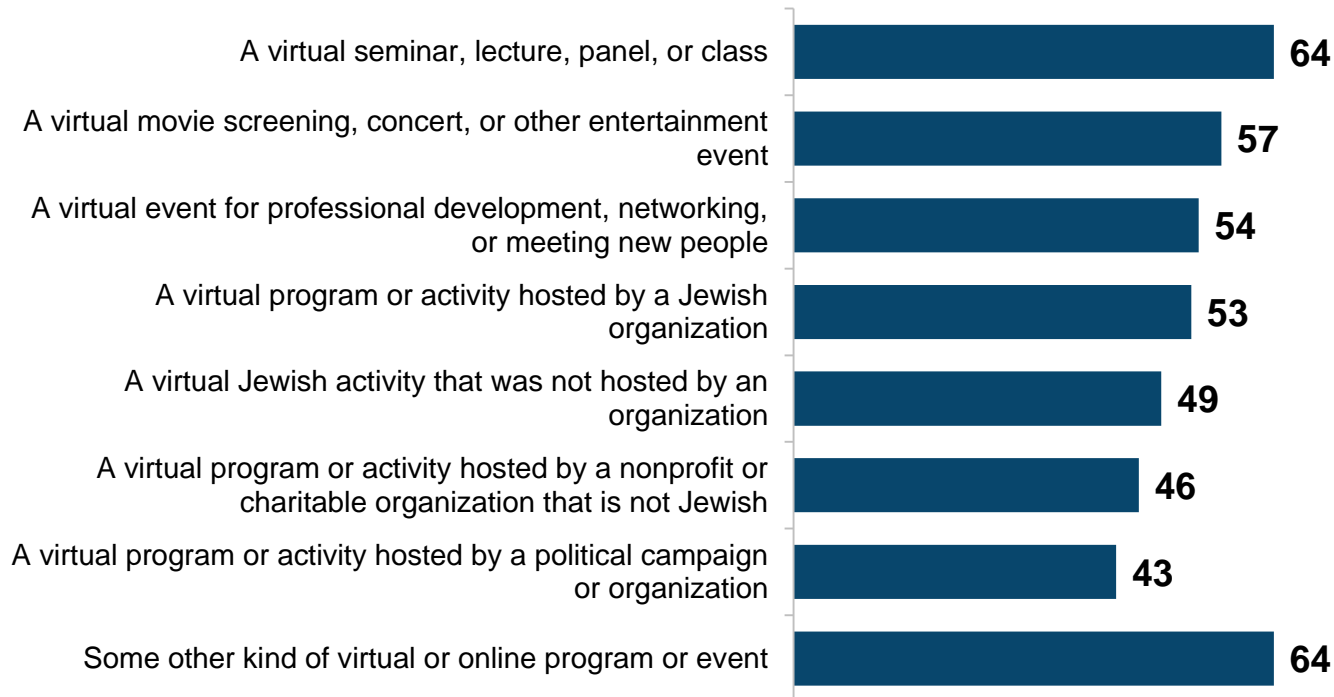 A virtual seminar, lecture, panel, or class
64
A virtual movie screening, concert, or other entertainment
event
57
A virtual event for professional development, networking,
or meeting new people
54
A virtual program or activity hosted by a Jewish
organization
53
A virtual Jewish activity that was not hosted by an
organization
49
A virtual program or activity hosted by a nonprofit or
charitable organization that is not Jewish
46
A virtual program or activity hosted by a political campaign
or organization
43
Some other kind of virtual or online program or event
64